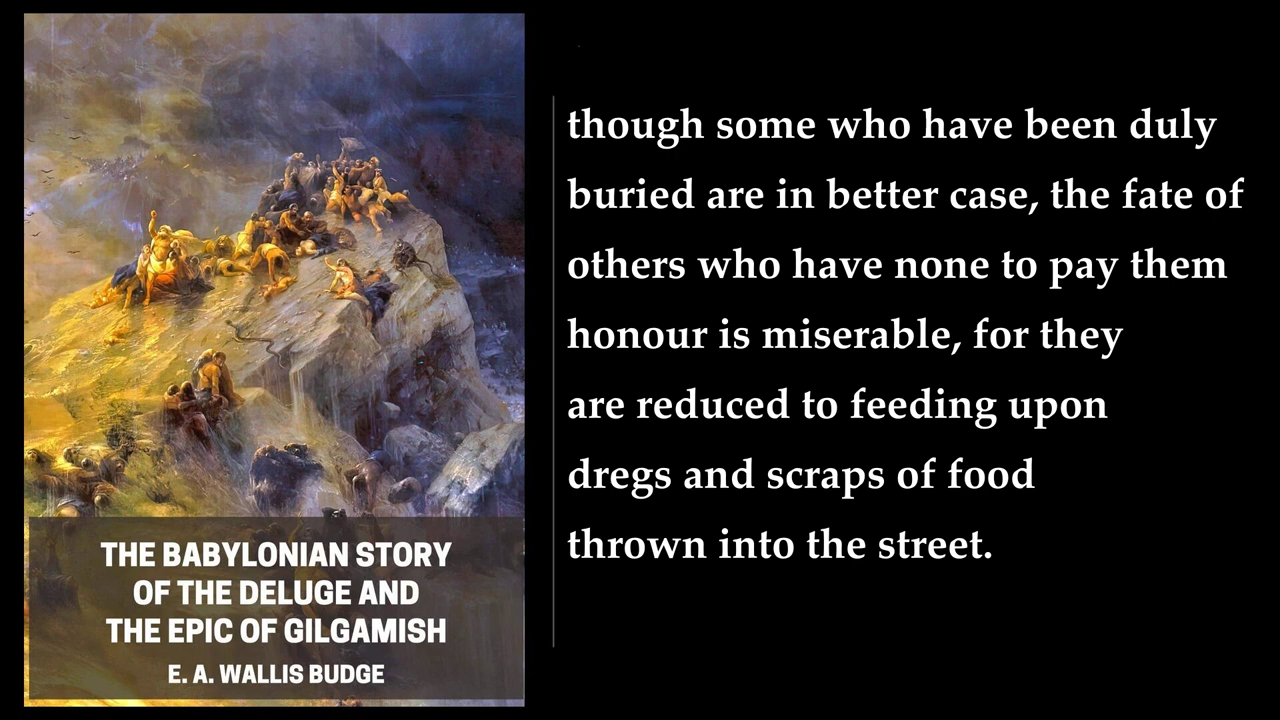 though some who have been duly
buried are in better case, the fate of
others who have none to pay them
honour is miserable, for they
are reduced to feeding upon
dregs and scraps of food
thrown into the street.
THE BABYLONIAN STORY
OF THE DELUGE AND
THE EPIC OF GILGAMISH
E. A. WALLIS BUDGE